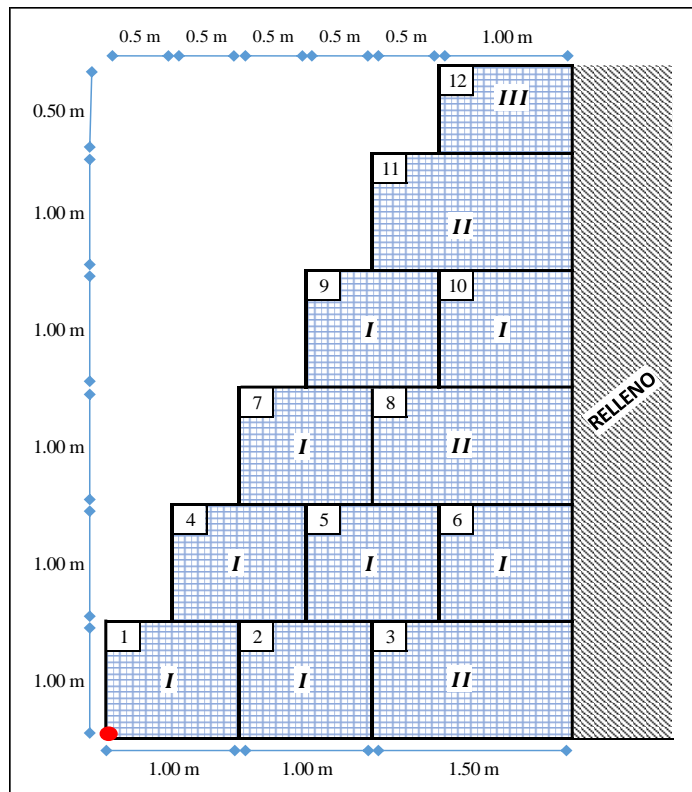 0.5 m 0.5 m 0.5 m 0.5 m 0.5 m 1.00 m
0.50 m
12
III
11
1.00 m
II
9 10
1.00 m
I I
7 8
RELLENO
1.00 m
I II
4 5 6
1.00 m
I I I
1 2 3
1.00 m
I I II
1.00 m 1.00 m 1.50 m